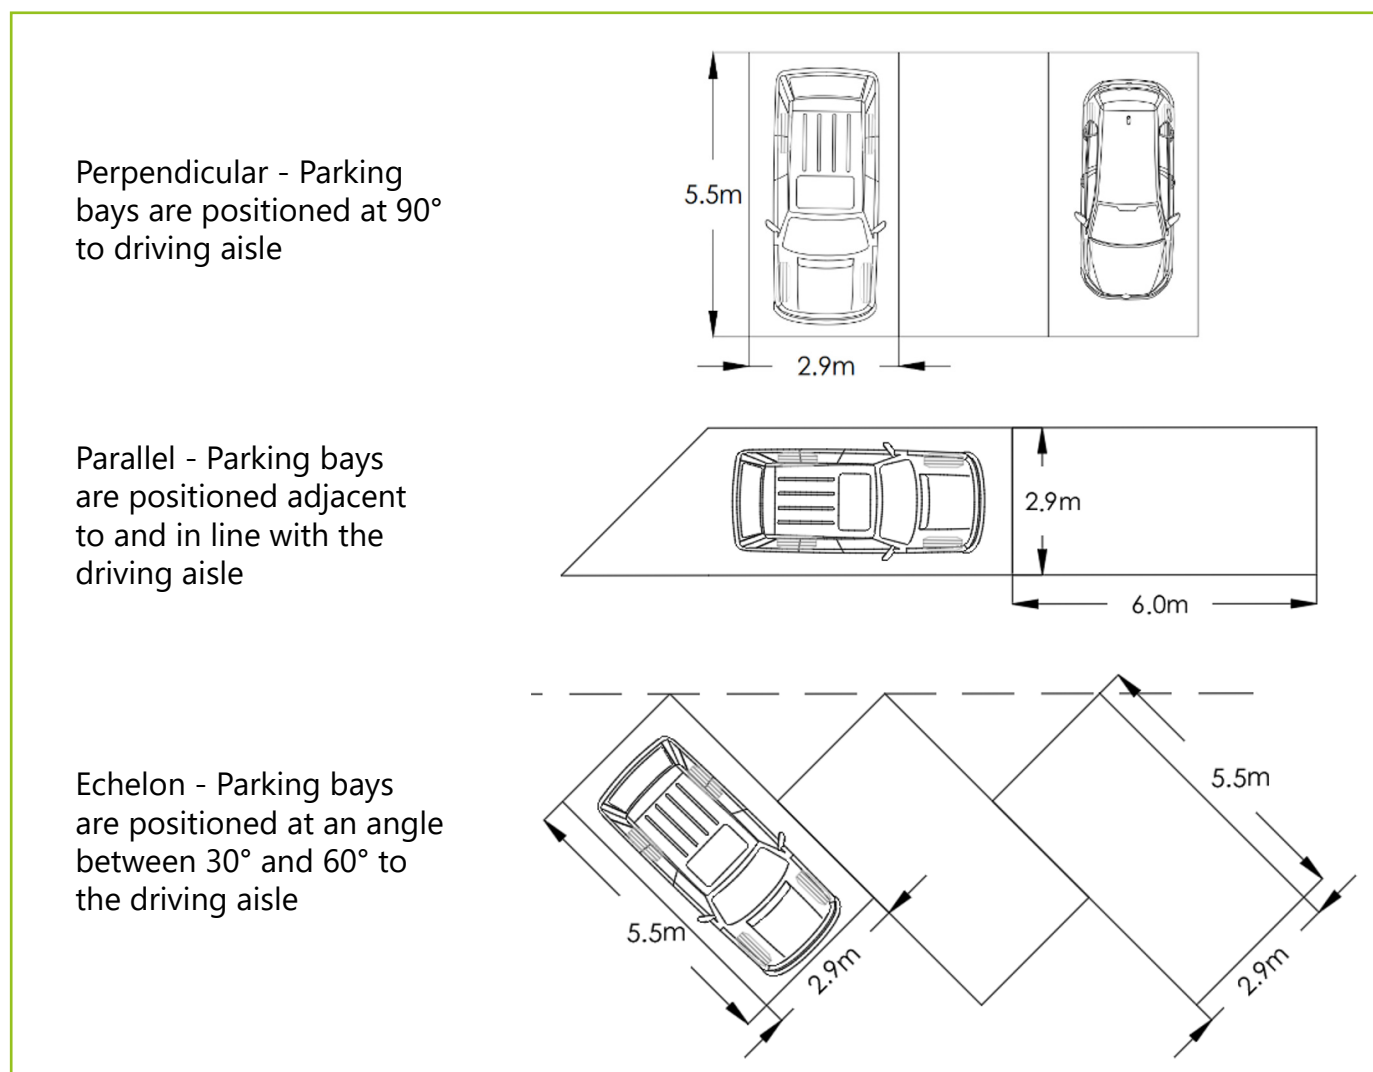 Perpendicular - Parking
bays are positioned at 90°
to driving aisle
5.5m
2.9m
Parallel - Parking bays
are positioned adjacent
to and in line with the
driving aisle
2.9m
6.0m
Echelon - Parking bays
are positioned at an angle
between 30° and 60° to
the driving aisle
5.5m
5.5m
2.9m
2.9m